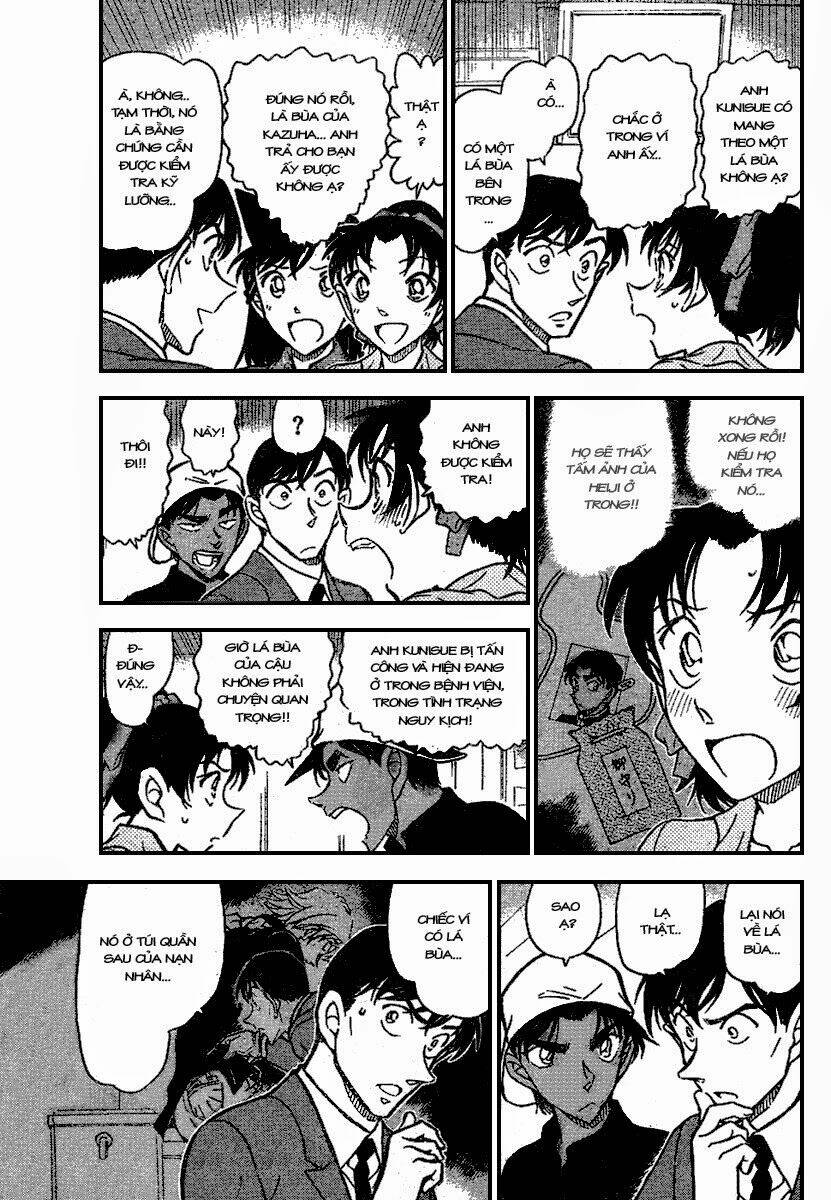 ANH
KUNISUE CÓ
MANG
THEO MỘT
LÁ BÙA
KHÔNG Ạ?
CHẮC Ở
TRONG VÍ
ANH ẤY...
À
CÓ...
CÓ MỘT
LÁ BÙA
BÊN
TRONG
...
THẬT
Ạ?
ĐÚNG NÓ RỒI,
LÀ BÙA CỦA
KAZUHA... ANH
TRẢ CHO BẠN
ẤY ĐƯỢC
KHÔNG Ạ?
À, KHÔNG..
TẠM THỜI, NÓ
LÀ BẰNG
CHỨNG CẦN
ĐƯỢC KIỂM
TRA KỸ
LƯỠNG..
KHÔNG
XONG RỒI!
NẾU HỌ
KIỂM TRA
NÓ...
HỌ SẼ THẤY
TẤM ẢNH CỦA
HEIJI Ở
TRONG!!
御守り
ANH
KHÔNG
ĐƯỢC KIỂM
TRA!
?
NÀY!
THÔI
ĐI!!
ANH KUNISUE BỊ TẤN
CÔNG VÀ HIỆN ĐANG
Ở TRONG BỆNH VIỆN,
TRONG TÌNH TRẠNG
NGUY KỊCH!
GIỜ LÁ BÙA
CỦA CẬU
KHÔNG PHẢI
CHUYỆN QUAN
TRỌNG!!
Đ-
ĐÚNG
VẬY...
LẠI NÓI
VỀ LÁ
BÙA...
LẠ
THẬT...
SAO
Ạ?
CHIẾC VÍ
CÓ LÁ
BÙA...
NÓ Ở TÚI QUẦN
SAU CỦA NẠN
NHÂN...